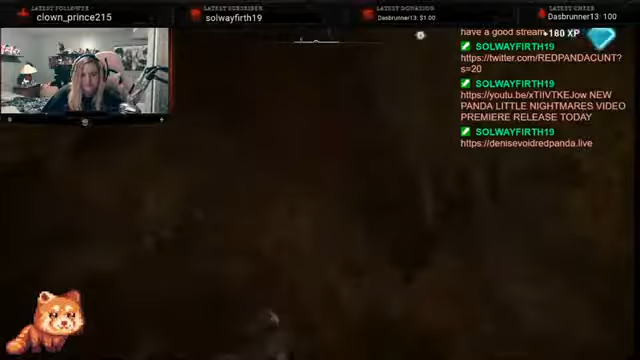 LATEST FOLLOWER
clown_prince215
LATEST SUBSCRIBER
solwayfirth19
LATEST DONATION
Dasbrunner13: $1.00
LATEST CHEER
Dasbrunner13: 100
have a good stream
+180 XP
SOLWAYFIRTH19
https://twitter.com/REDPANDACUNT?
s=20
SOLWAYFIRTH19
https://youtu.be/xTIIVTKEJow NEW
PANDA LITTLE NIGHTMARES VIDEO
PREMIERE RELEASE TODAY
SOLWAYFIRTH19
https://denisevoidredpanda.live